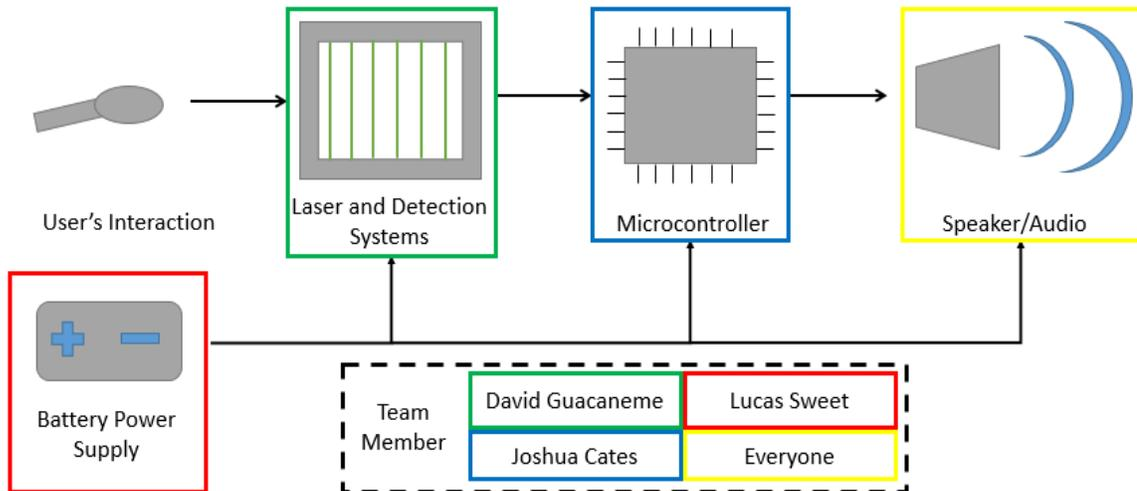 User's Interaction
Laser and Detection
Systems
Microcontroller
Speaker/Audio
Battery Power
Supply
Team
Member
David Guacaneme
Lucas Sweet
Joshua Cates
Everyone